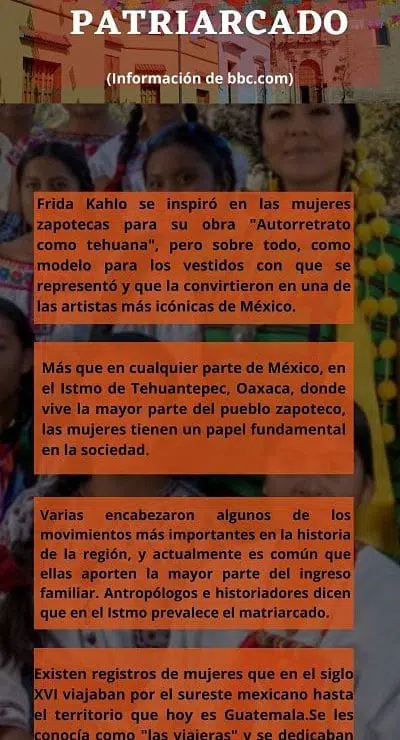 PATRIARCADO
(Información de bbc.com)
Frida Kahlo se inspiró en las mujeres
zapotecas para su obra "Autorretrato
como tehuana", pero sobre todo, como
modelo para los vestidos con que se
representó y que la convirtieron en una de
las artistas más icónicas de México.
Más que en cualquier parte de México, en
el Istmo de Tehuantepec, Oaxaca, donde
vive la mayor parte del pueblo zapoteco,
las mujeres tienen un papel fundamental
en la sociedad.
Varias encabezaron algunos de los
movimientos más importantes en la historia
de la región, y actualmente es común que
ellas aporten la mayor parte del ingreso
familiar. Antropólogos e historiadores dicen
que en el Istmo prevalece el matriarcado.
Existen registros de mujeres que en el siglo
XVI viajaban por el sureste mexicano hasta
el territorio que hoy es Guatemala.Se les
conocía como "las viajeras" y se dedicaban